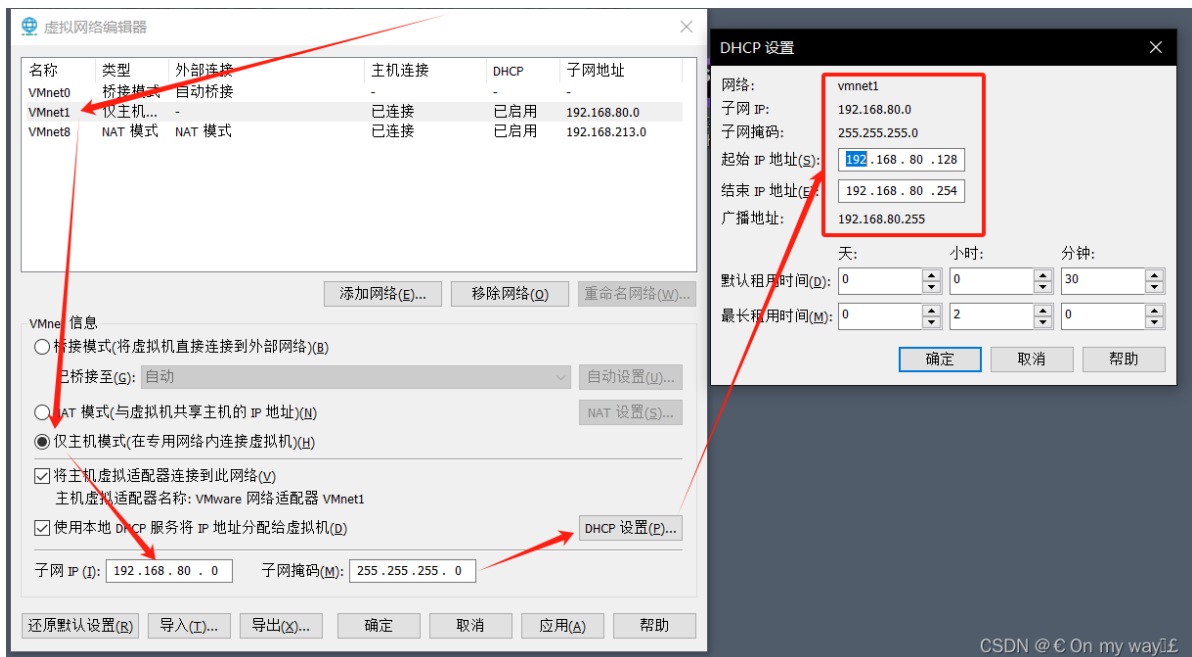 虚拟网络编辑器
名称 类型 外部连接 主机连接 DHCP 子网地址
VMnet0 桥接模式 自动桥接 - - -
VMnet1 仅主机... - 已连接 已启用 192.168.80.0
VMnet8 NAT 模式 NAT 模式 已连接 已启用 192.168.213.0
添加网络(E)... 移除网络(O) 重命名网络(W)...
VMnet 信息
桥接模式(将虚拟机直接连接到外部网络)(B)
已桥接至(G): 自动 自动设置(U)...
NAT 模式(与虚拟机共享主机的 IP 地址)(N) NAT 设置(S)...
仅主机模式(在专用网络内连接虚拟机)(H)
将主机虚拟适配器连接到此网络(V)
主机虚拟适配器名称: VMware 网络适配器 VMnet1
使用本地 DHCP 服务将 IP 地址分配给虚拟机(D) DHCP 设置(P)...
子网 IP (I): 192.168.80.0 子网掩码(M): 255.255.255.0
还原默认设置(R) 导入(T)... 导出(X)... 确定 取消 应用(A) 帮助
DHCP 设置
网络: vmnet1
子网 IP: 192.168.80.0
子网掩码: 255.255.255.0
起始 IP 地址(S): 192.168.80.128
结束 IP 地址(E): 192.168.80.254
广播地址: 192.168.80.255
天: 小时: 分钟:
默认租用时间(D): 0 0 30
最长租用时间(M): 0 2 0
确定 取消 帮助
CSDN @€ On my way